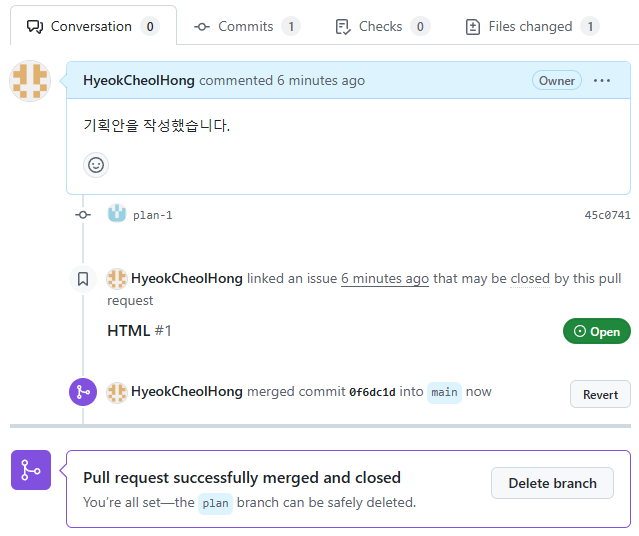 Conversation 0 Commits 1 Checks 0 Files changed 1
HyeokCheolHong commented 6 minutes ago Owner ...
기획안을 작성했습니다.
plan-1 45c0741
HyeokCheolHong linked an issue 6 minutes ago that may be closed by this pull
request
HTML #1 Open
HyeokCheolHong merged commit 0f6dc1d into main now Revert
Pull request successfully merged and closed
You're all set—the plan branch can be safely deleted.
Delete branch